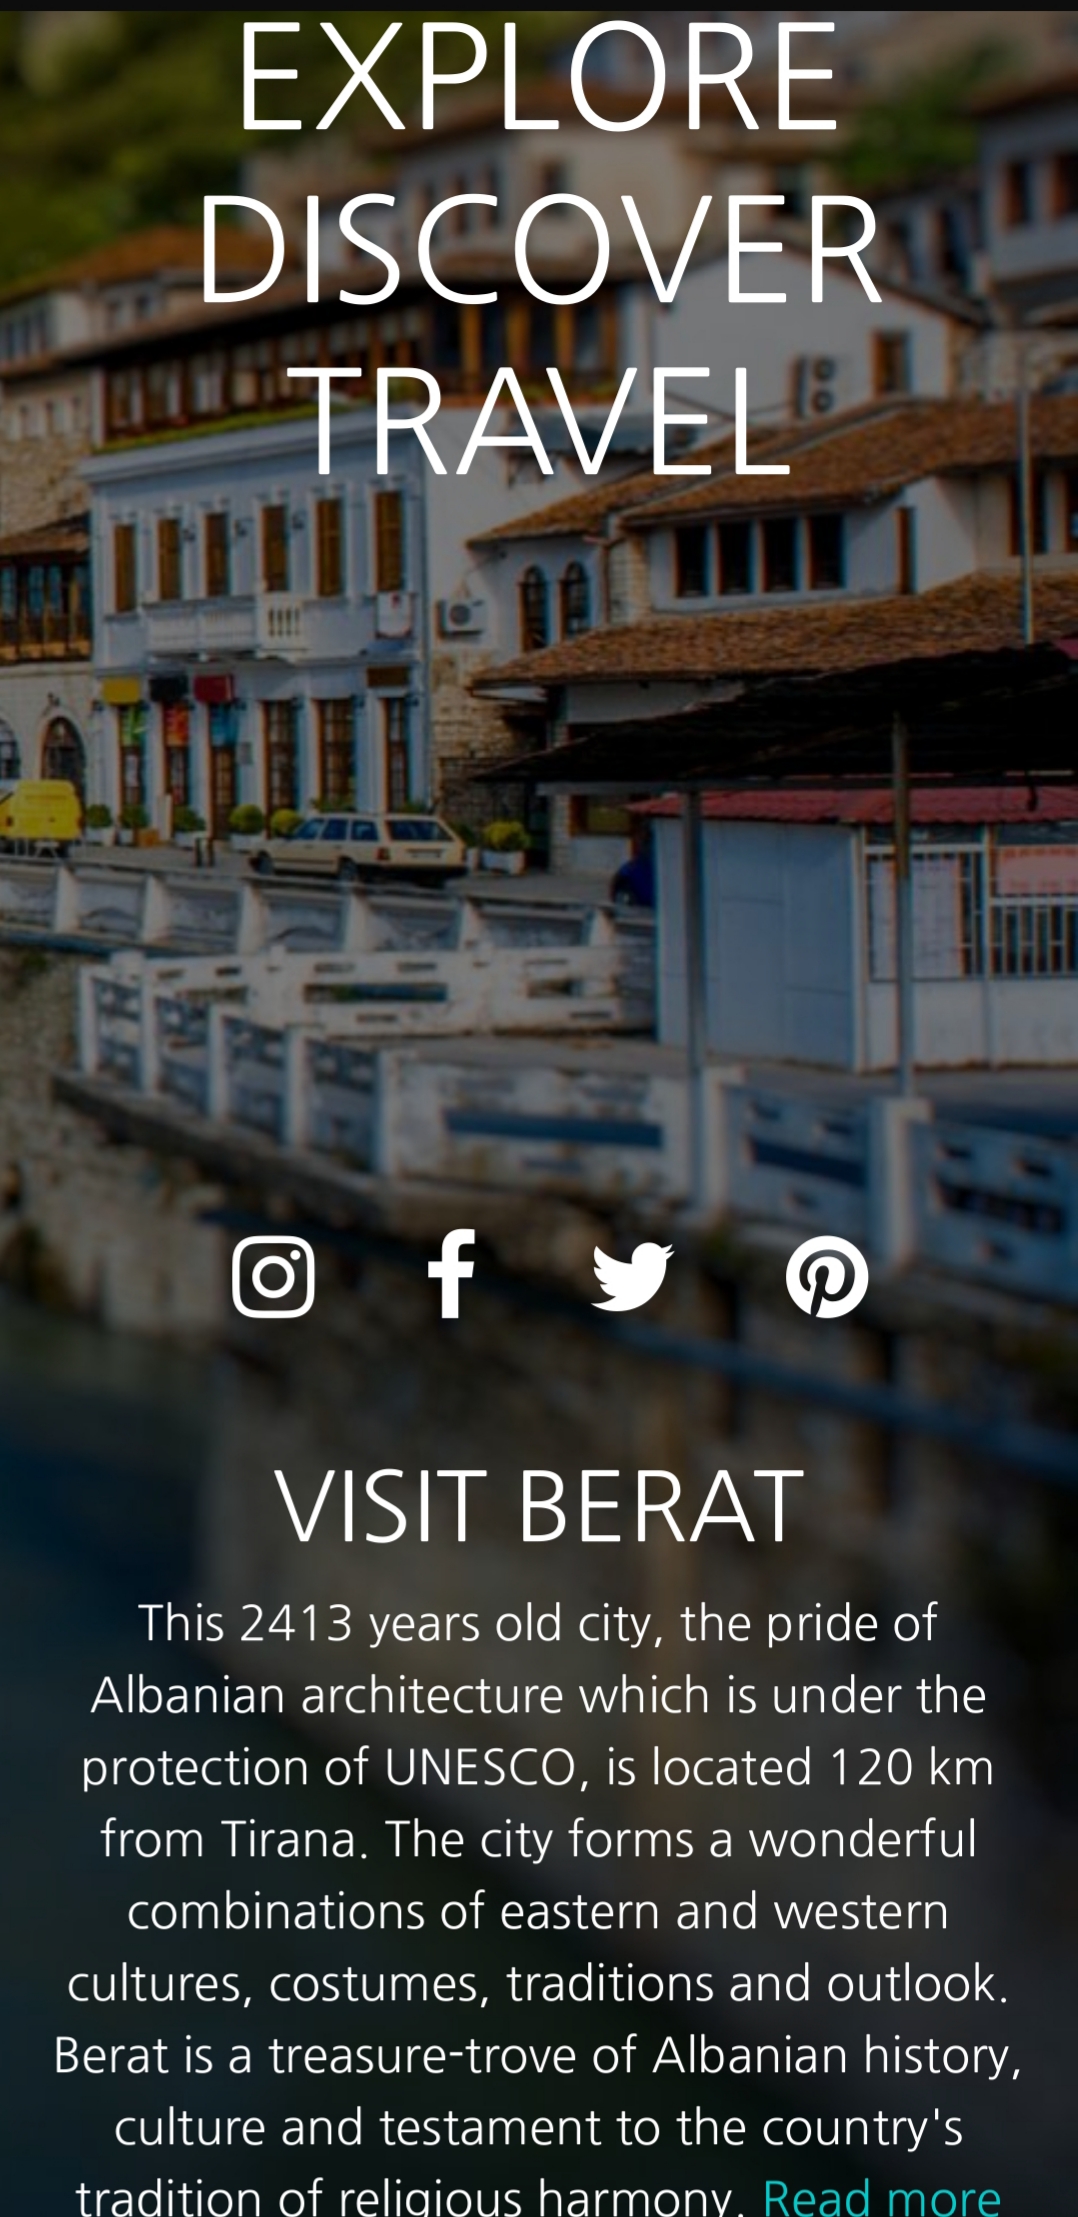 EXPLORE
DISCOVER
TRAVEL
VISIT BERAT
This 2413 years old city, the pride of
Albanian architecture which is under the
protection of UNESCO, is located 120 km
from Tirana. The city forms a wonderful
combinations of eastern and western
cultures, costumes, traditions and outlook.
Berat is a treasure-trove of Albanian history,
culture and testament to the country's
tradition of religious harmony. Read more